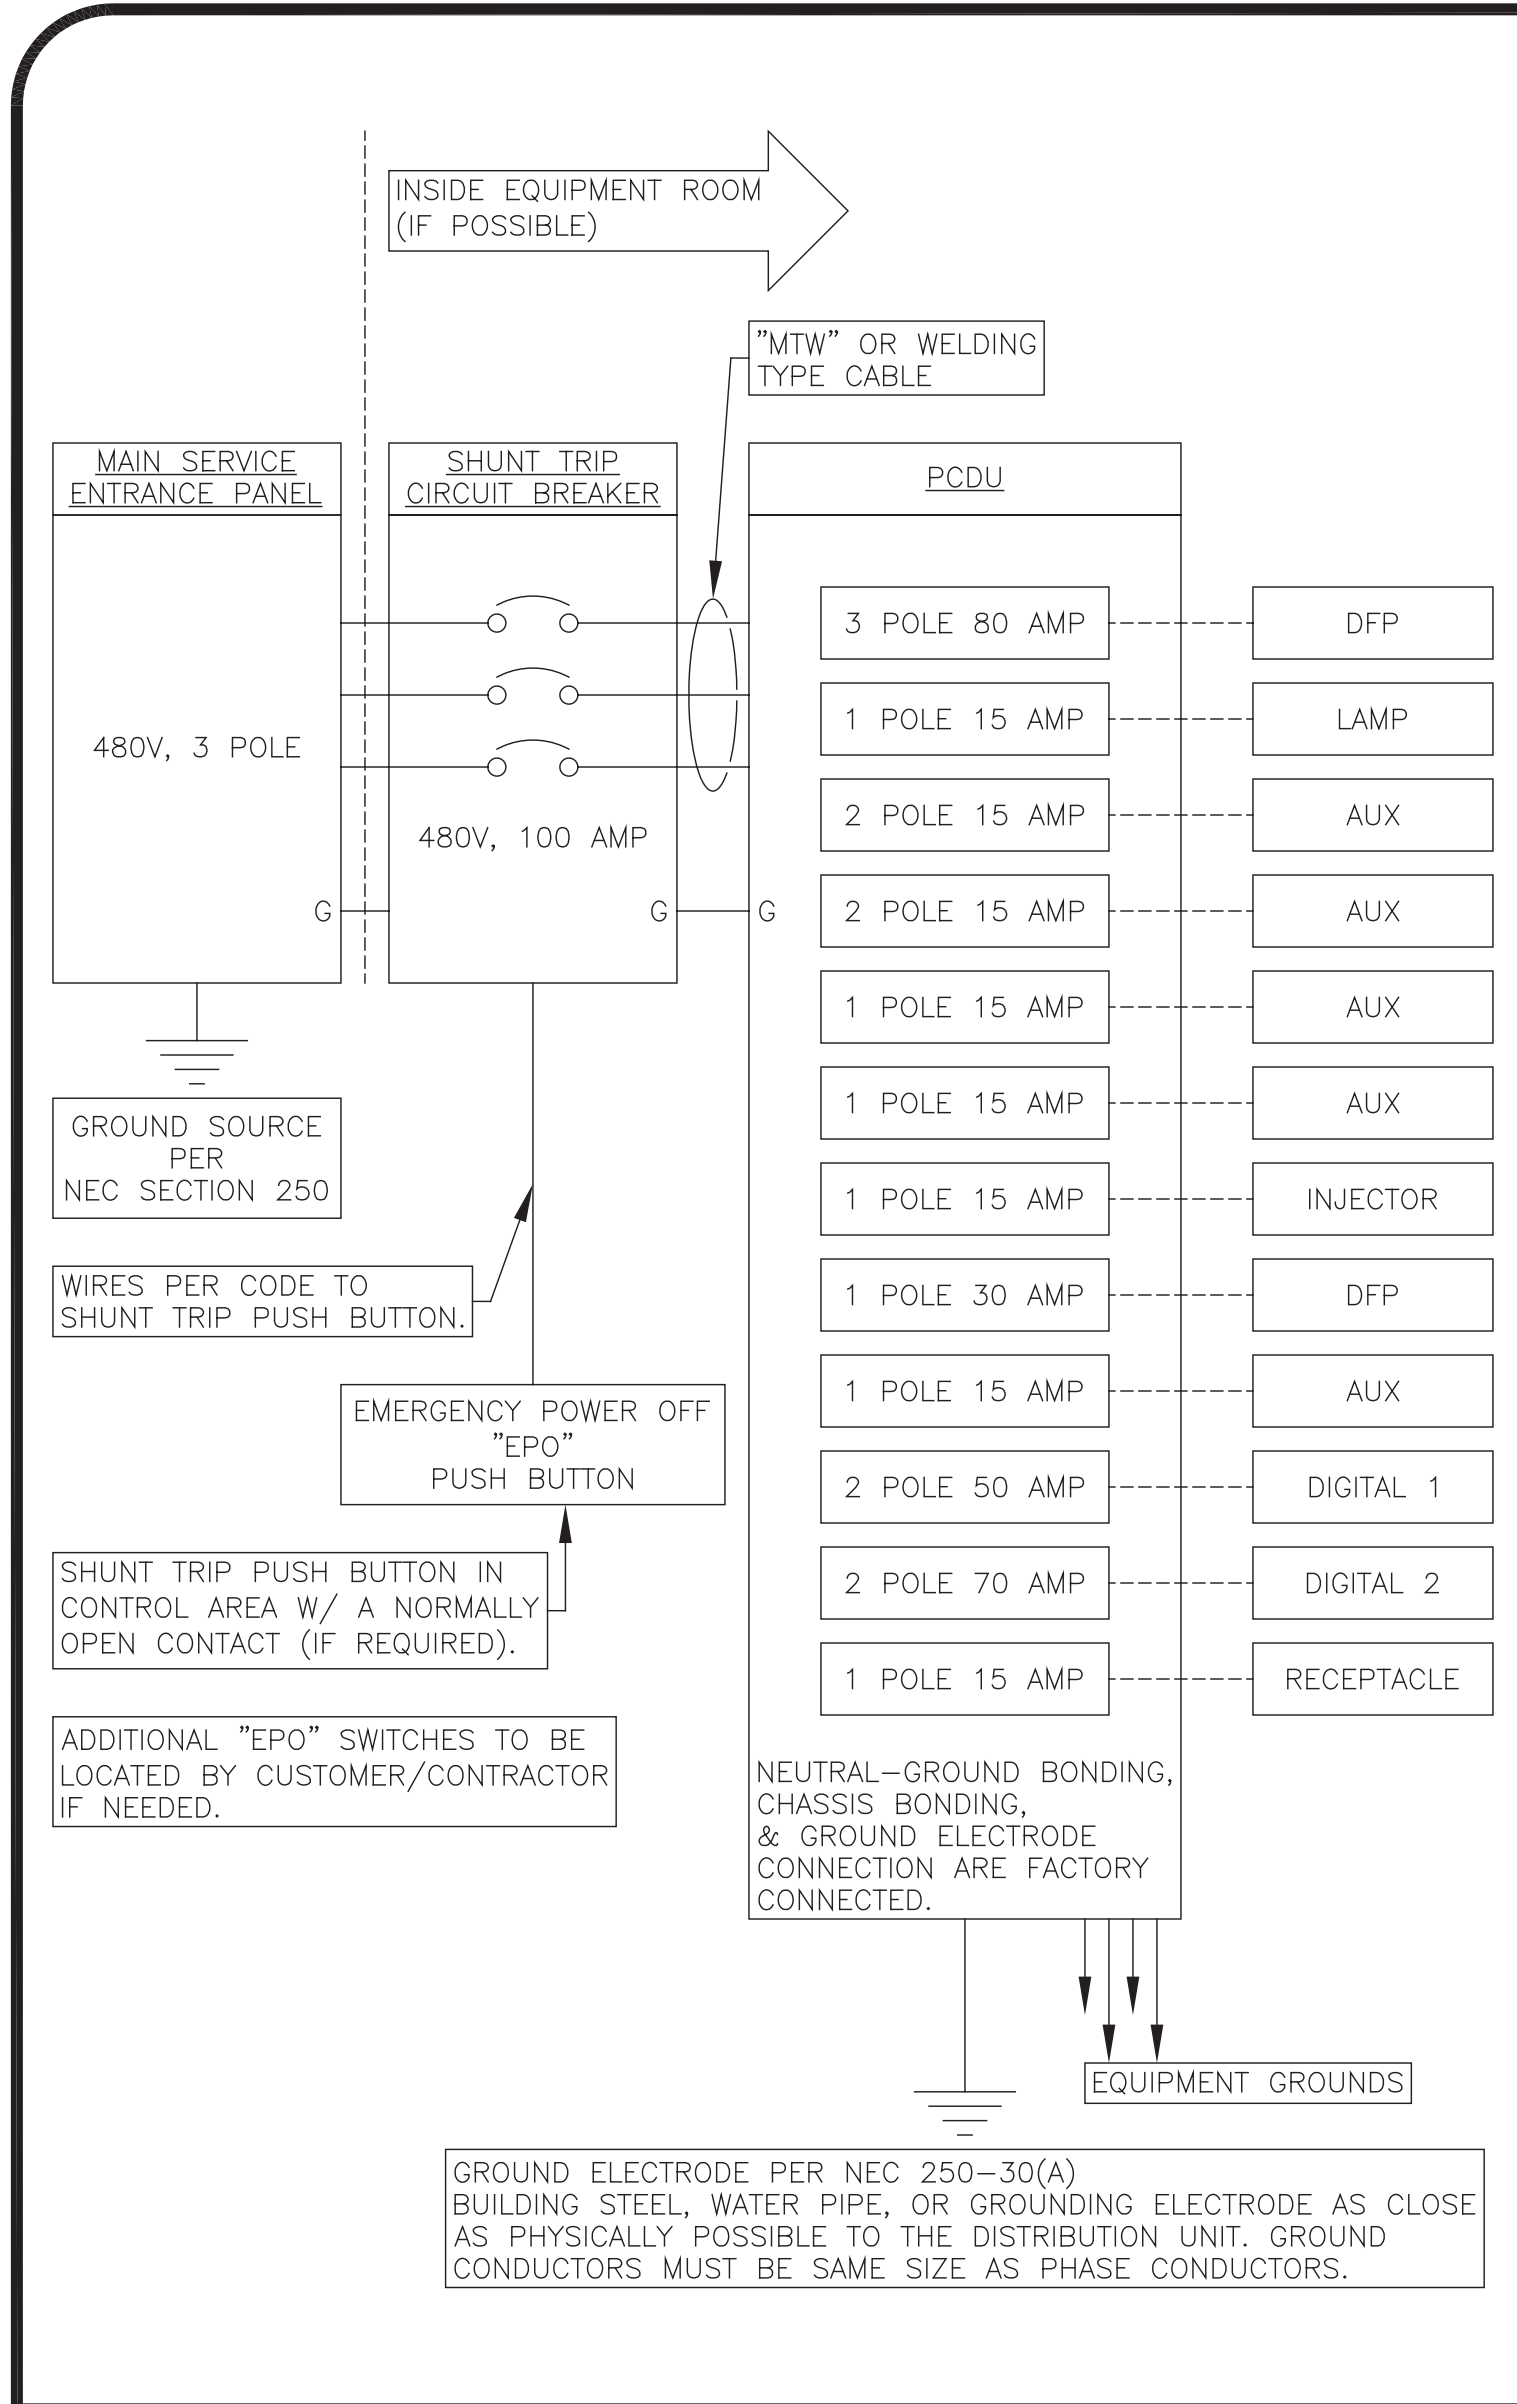 INSIDE EQUIPMENT ROOM
(IF POSSIBLE)
"MTW" OR WELDING
TYPE CABLE
MAIN SERVICE
ENTRANCE PANEL
480V, 3 POLE
G
SHUNT TRIP
CIRCUIT BREAKER
480V, 100 AMP
G
PCDU
G
3 POLE 80 AMP
DFP
1 POLE 15 AMP
LAMP
2 POLE 15 AMP
AUX
2 POLE 15 AMP
AUX
1 POLE 15 AMP
AUX
1 POLE 15 AMP
AUX
1 POLE 15 AMP
INJECTOR
1 POLE 30 AMP
DFP
1 POLE 15 AMP
AUX
2 POLE 50 AMP
DIGITAL 1
2 POLE 70 AMP
DIGITAL 2
1 POLE 15 AMP
RECEPTACLE
NEUTRAL-GROUND BONDING,
CHASSIS BONDING,
& GROUND ELECTRODE
CONNECTION ARE FACTORY
CONNECTED.
GROUND SOURCE
PER
NEC SECTION 250
WIRES PER CODE TO
SHUNT TRIP PUSH BUTTON.
EMERGENCY POWER OFF
"EPO"
PUSH BUTTON
SHUNT TRIP PUSH BUTTON IN
CONTROL AREA W/ A NORMALLY
OPEN CONTACT (IF REQUIRED).
ADDITIONAL "EPO" SWITCHES TO BE
LOCATED BY CUSTOMER/CONTRACTOR
IF NEEDED.
EQUIPMENT GROUNDS
GROUND ELECTRODE PER NEC 250-30(A)
BUILDING STEEL, WATER PIPE, OR GROUNDING ELECTRODE AS CLOSE
AS PHYSICALLY POSSIBLE TO THE DISTRIBUTION UNIT. GROUND
CONDUCTORS MUST BE SAME SIZE AS PHASE CONDUCTORS.